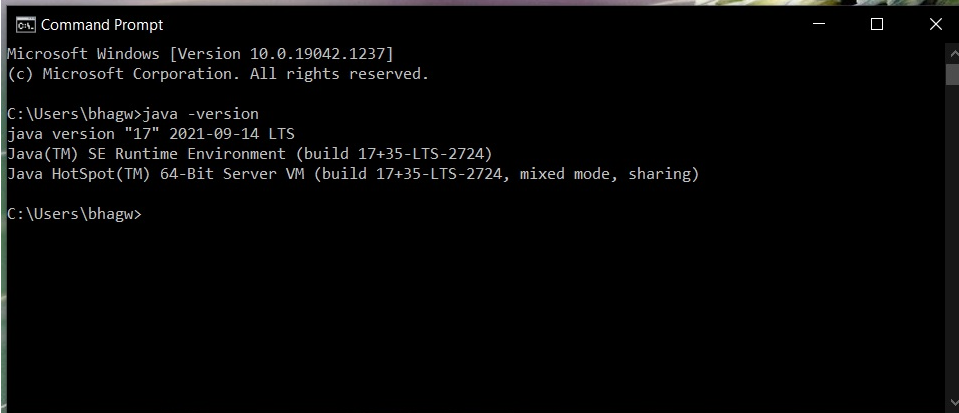 Command Prompt
Microsoft Windows [Version 10.0.19042.1237]
(c) Microsoft Corporation. All rights reserved.
C:\Users\bhagw>java -version
java version "17" 2021-09-14 LTS
Java(TM) SE Runtime Environment (build 17+35-LTS-2724)
Java HotSpot(TM) 64-Bit Server VM (build 17+35-LTS-2724, mixed mode, sharing)
C:\Users\bhagw>